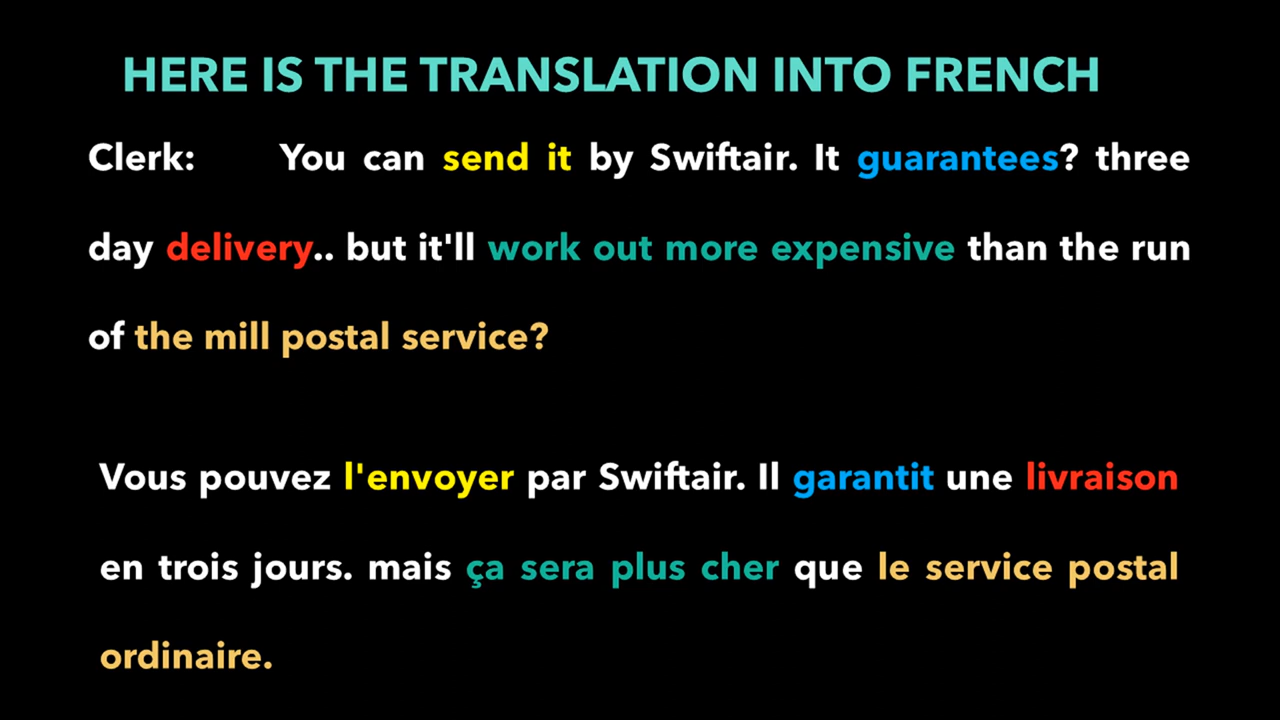 HERE IS THE TRANSLATION INTO FRENCH
Clerk: You can send it by Swiftair. It guarantees? three
day delivery.. but it'll work out more expensive than the run
of the mill postal service?
Vous pouvez l'envoyer par Swiftair. Il garantit une livraison
en trois jours. mais ça sera plus cher que le service postal
ordinaire.